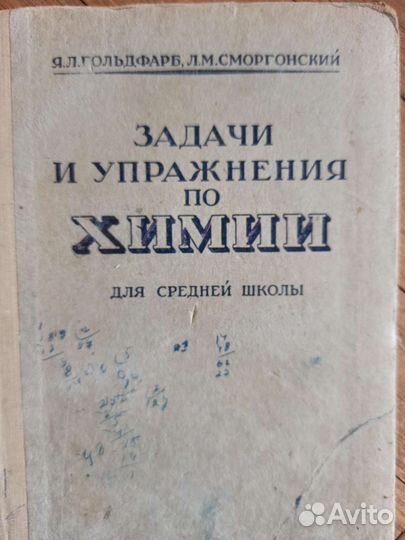 Я.Л.ГОЛЬДФАРБ, Л.М.СМОРГОНСКИЙ
ЗАДАЧИ
И УПРАЖНЕНИЯ
ПО
ХИМИИ
ДЛЯ СРЕДНЕЙ ШКОЛЫ
Avito